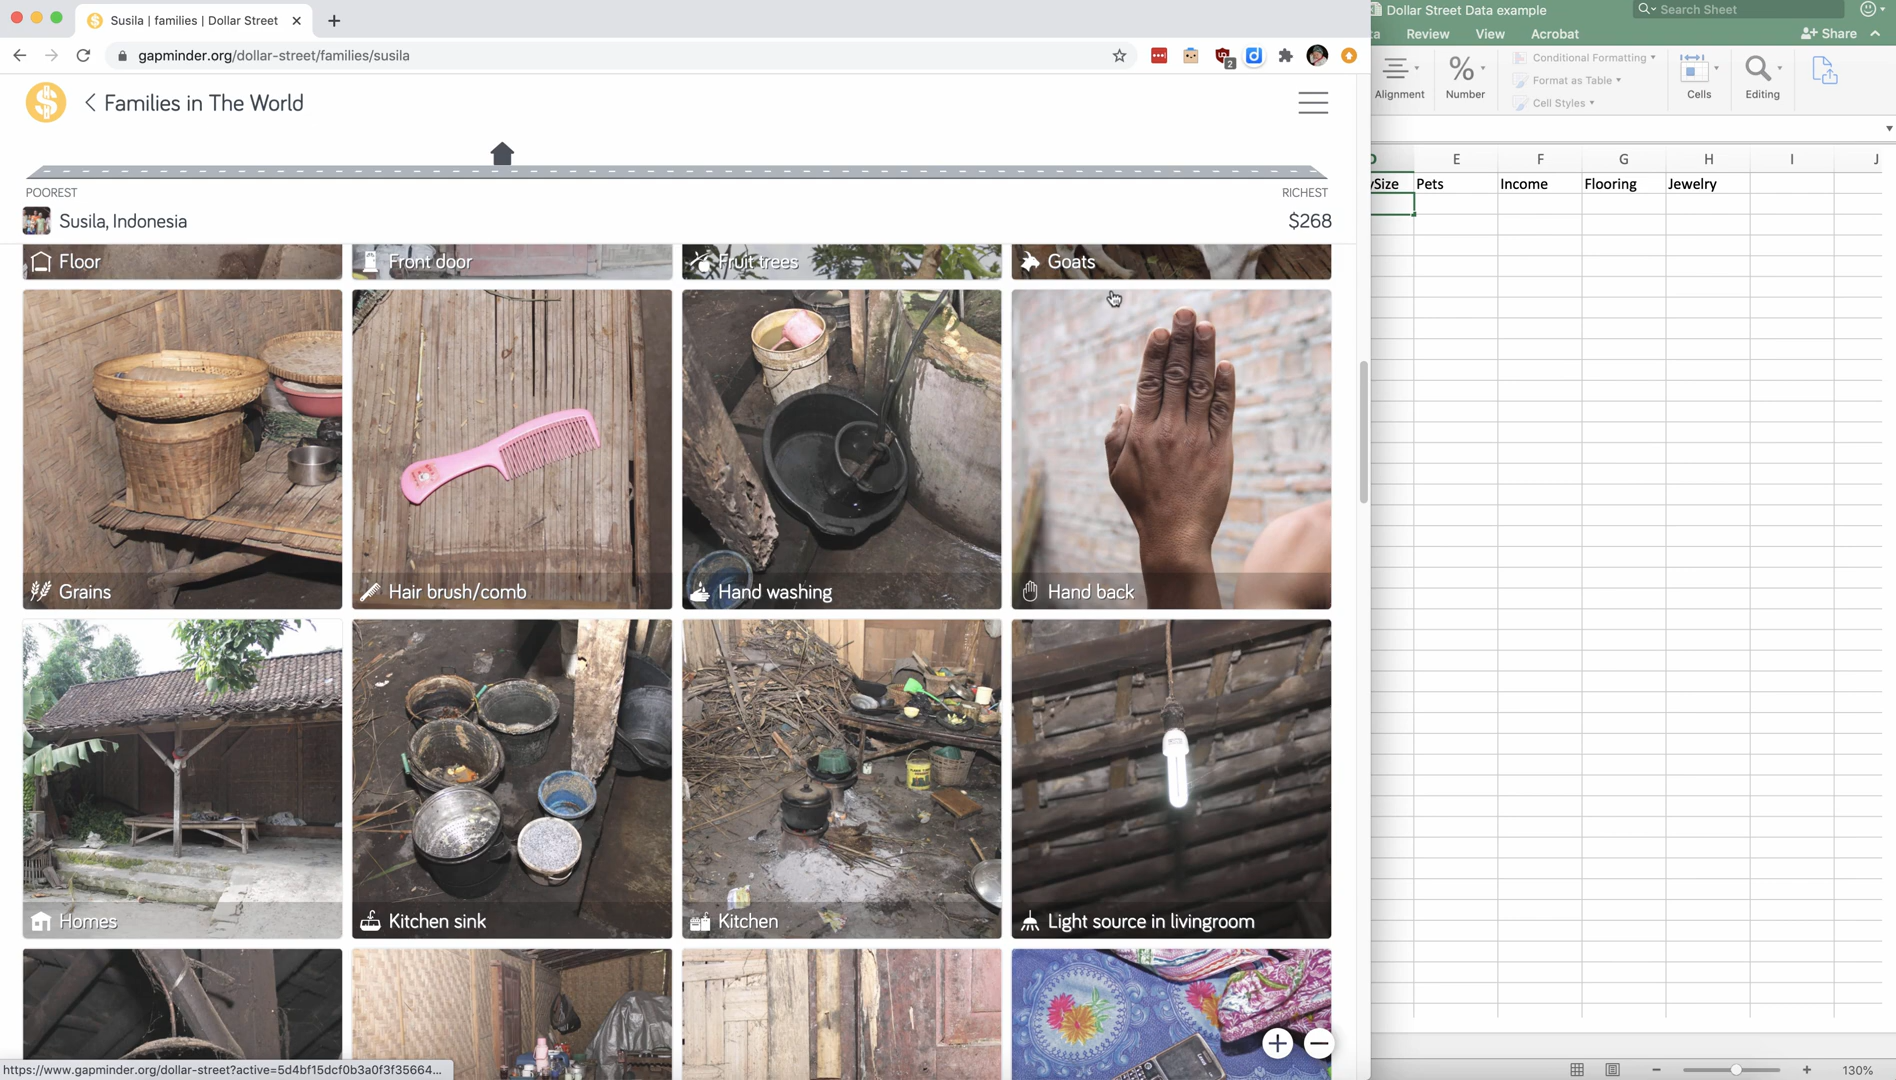 Susila | families | Dollar Street
gapminder.org/dollar-street/families/susila
2
Families in The World
POOREST
RICHEST
Susila, Indonesia
$268
Floor
Front door
Fruit trees
Goats
Grains
Hair brush/comb
Hand washing
Hand back
Homes
Kitchen sink
Kitchen
Light source in livingroom
https://www.gapminder.org/dollar-street?active=5d4bf15dcf0b3a0f3f35664...
Dollar Street Data example
Search Sheet
Review View Acrobat
Share
Alignment
Number
Conditional Formatting
Format as Table
Cell Styles
Cells
Editing
E F G H I J
Size Pets Income Flooring Jewelry
130%